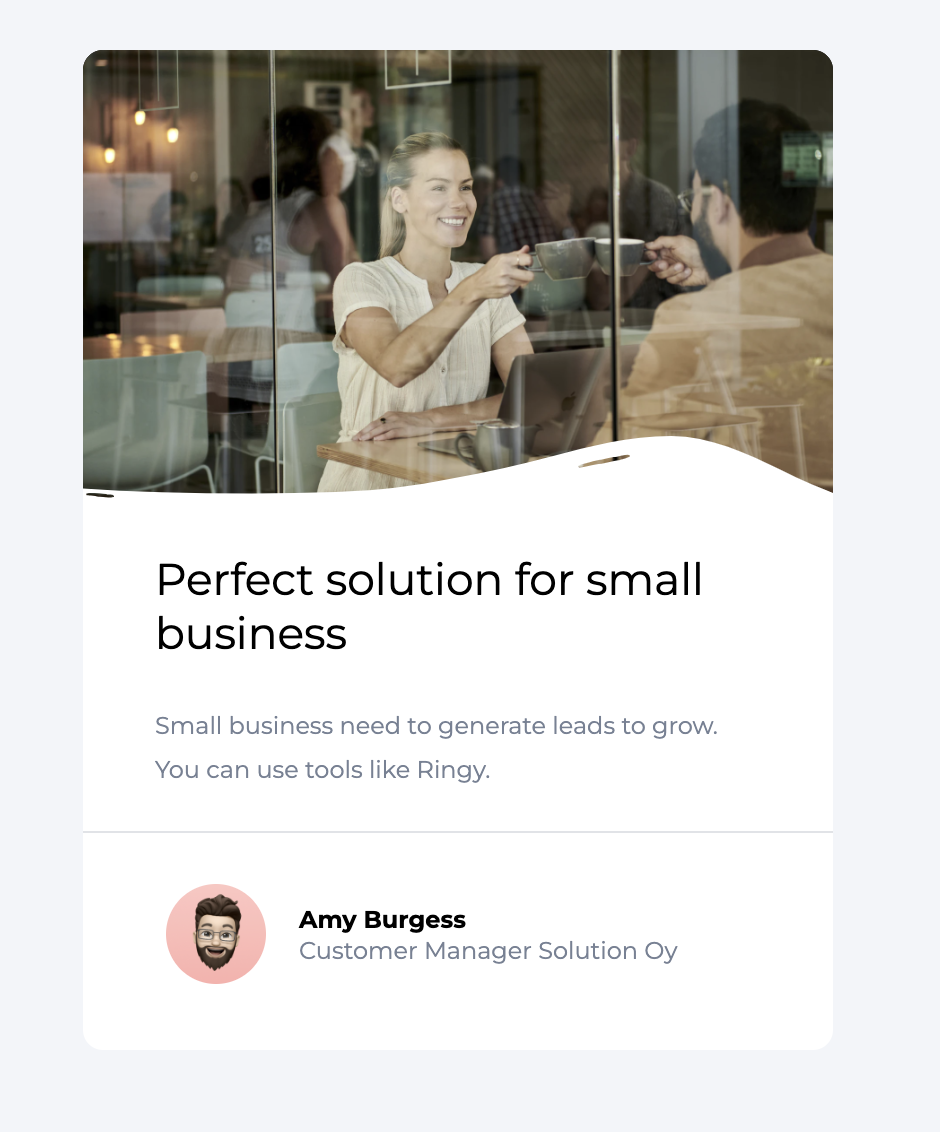 25
Perfect solution for small
business
Small business need to generate leads to grow.
You can use tools like Ringy.
Amy Burgess
Customer Manager Solution Oy